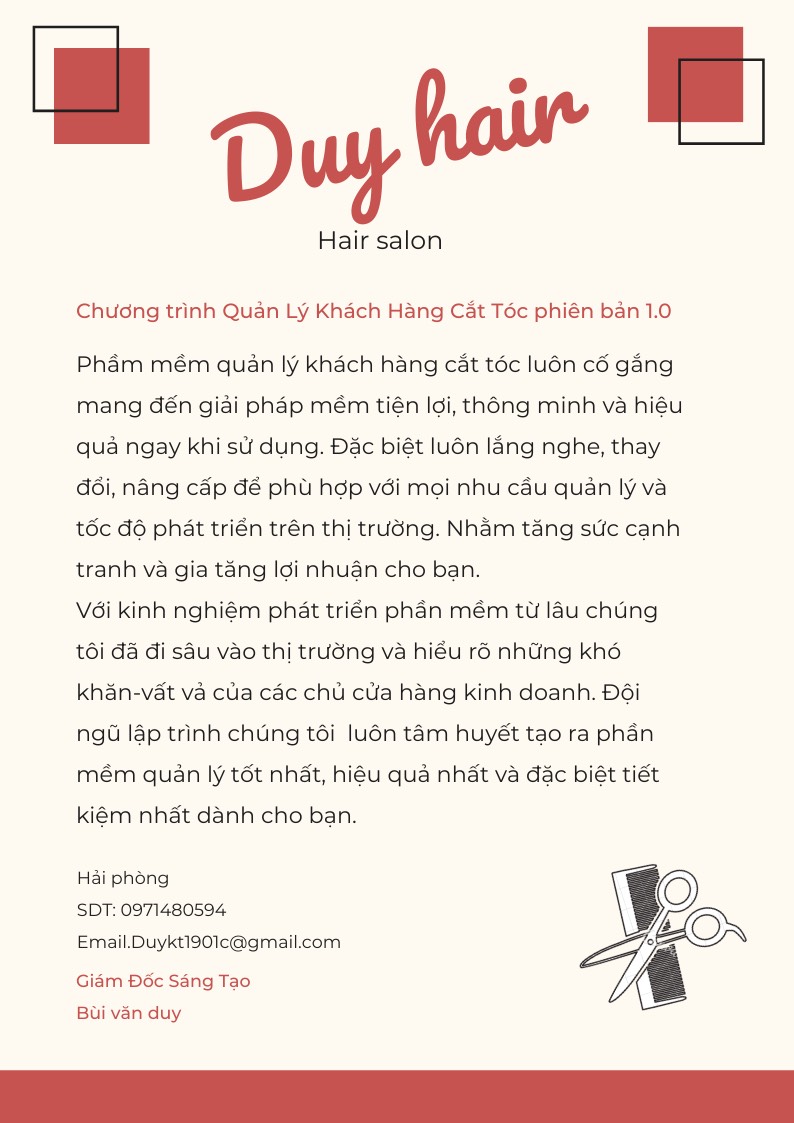 Duy hair
Hair salon
Chương trình Quản Lý Khách Hàng Cắt Tóc phiên bản 1.0
Phầm mềm quản lý khách hàng cắt tóc luôn cố gắng
mang đến giải pháp mềm tiện lợi, thông minh và hiệu
quả ngay khi sử dụng. Đặc biệt luôn lắng nghe, thay
đổi, nâng cấp để phù hợp với mọi nhu cầu quản lý và
tốc độ phát triển trên thị trường. Nhằm tăng sức cạnh
tranh và gia tăng lợi nhuận cho bạn.
Với kinh nghiệm phát triển phần mềm từ lâu chúng
tôi đã đi sâu vào thị trường và hiểu rõ những khó
khăn-vất vả của các chủ cửa hàng kinh doanh. Đội
ngũ lập trình chúng tôi  luôn tâm huyết tạo ra phần
mềm quản lý tốt nhất, hiệu quả nhất và đặc biệt tiết
kiệm nhất dành cho bạn.
Hải phòng
SDT: 0971480594
Email.Duykt1901c@gmail.com
Giám Đốc Sáng Tạo
Bùi văn duy